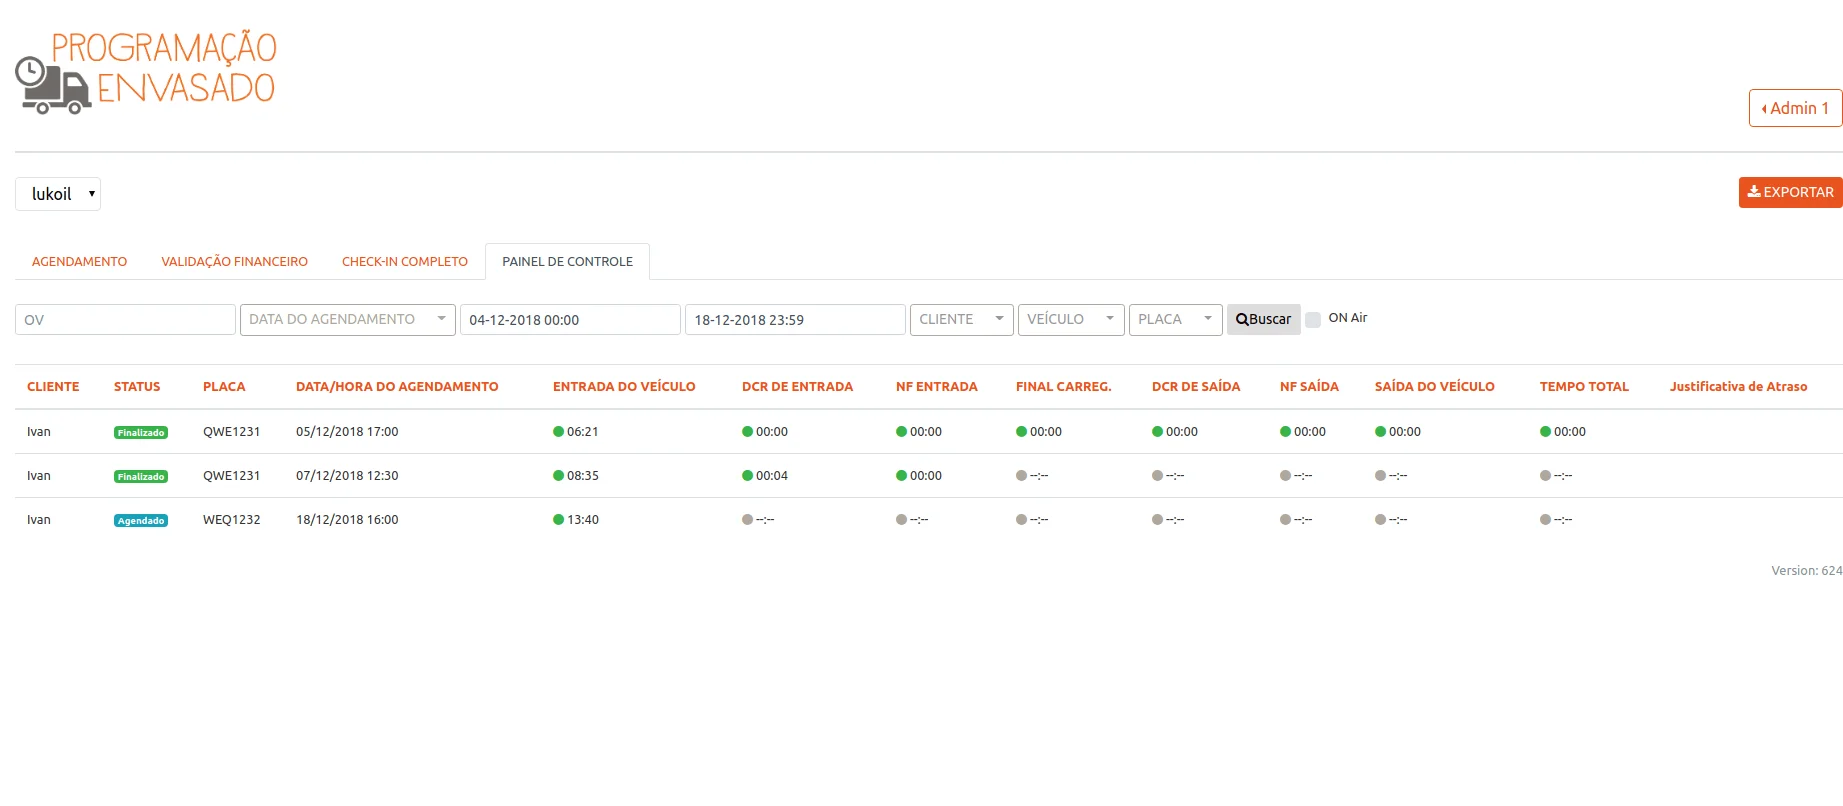 PROGRAMAÇÃO
ENVASADO
Admin 1
lukoil
EXPORTAR
AGENDAMENTO VALIDAÇÃO FINANCEIRO CHECK-IN COMPLETO PAINEL DE CONTROLE
OV DATA DO AGENDAMENTO 04-12-2018 00:00 18-12-2018 23:59 CLIENTE VEÍCULO PLACA Buscar ON Air
CLIENTE STATUS PLACA DATA/HORA DO AGENDAMENTO ENTRADA DO VEÍCULO DCR DE ENTRADA NF ENTRADA FINAL CARREG. DCR DE SAÍDA NF SAÍDA SAÍDA DO VEÍCULO TEMPO TOTAL Justificativa de Atraso
Ivan Finalizado QWE1231 05/12/2018 17:00 06:21 00:00 00:00 00:00 00:00 00:00 00:00 00:00
Ivan Finalizado QWE1231 07/12/2018 12:30 08:35 00:04 00:00 --:-- --:-- --:-- --:-- --:--
Ivan Agendado WEQ1232 18/12/2018 16:00 13:40 --:-- --:-- --:-- --:-- --:-- --:-- --:--
Version: 624